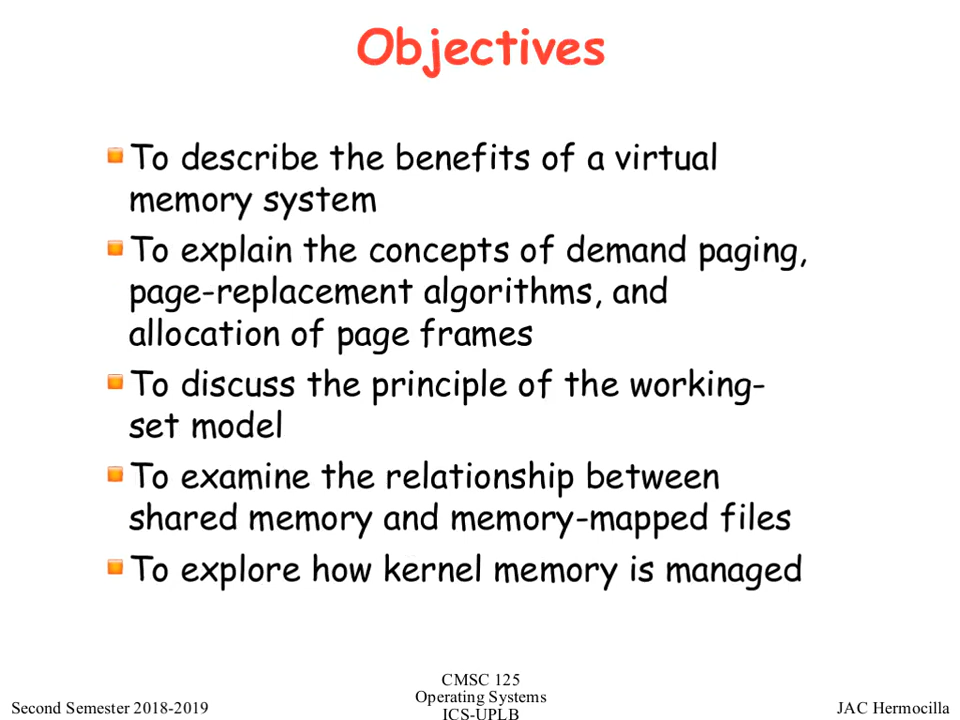 Objectives
To describe the benefits of a virtual
memory system
To explain the concepts of demand paging,
page-replacement algorithms, and
allocation of page frames
To discuss the principle of the working-
set model
To examine the relationship between
shared memory and memory-mapped files
To explore how kernel memory is managed
Second Semester 2018-2019
CMSC 125
Operating Systems
ICS-UPLB
JAC Hermocilla